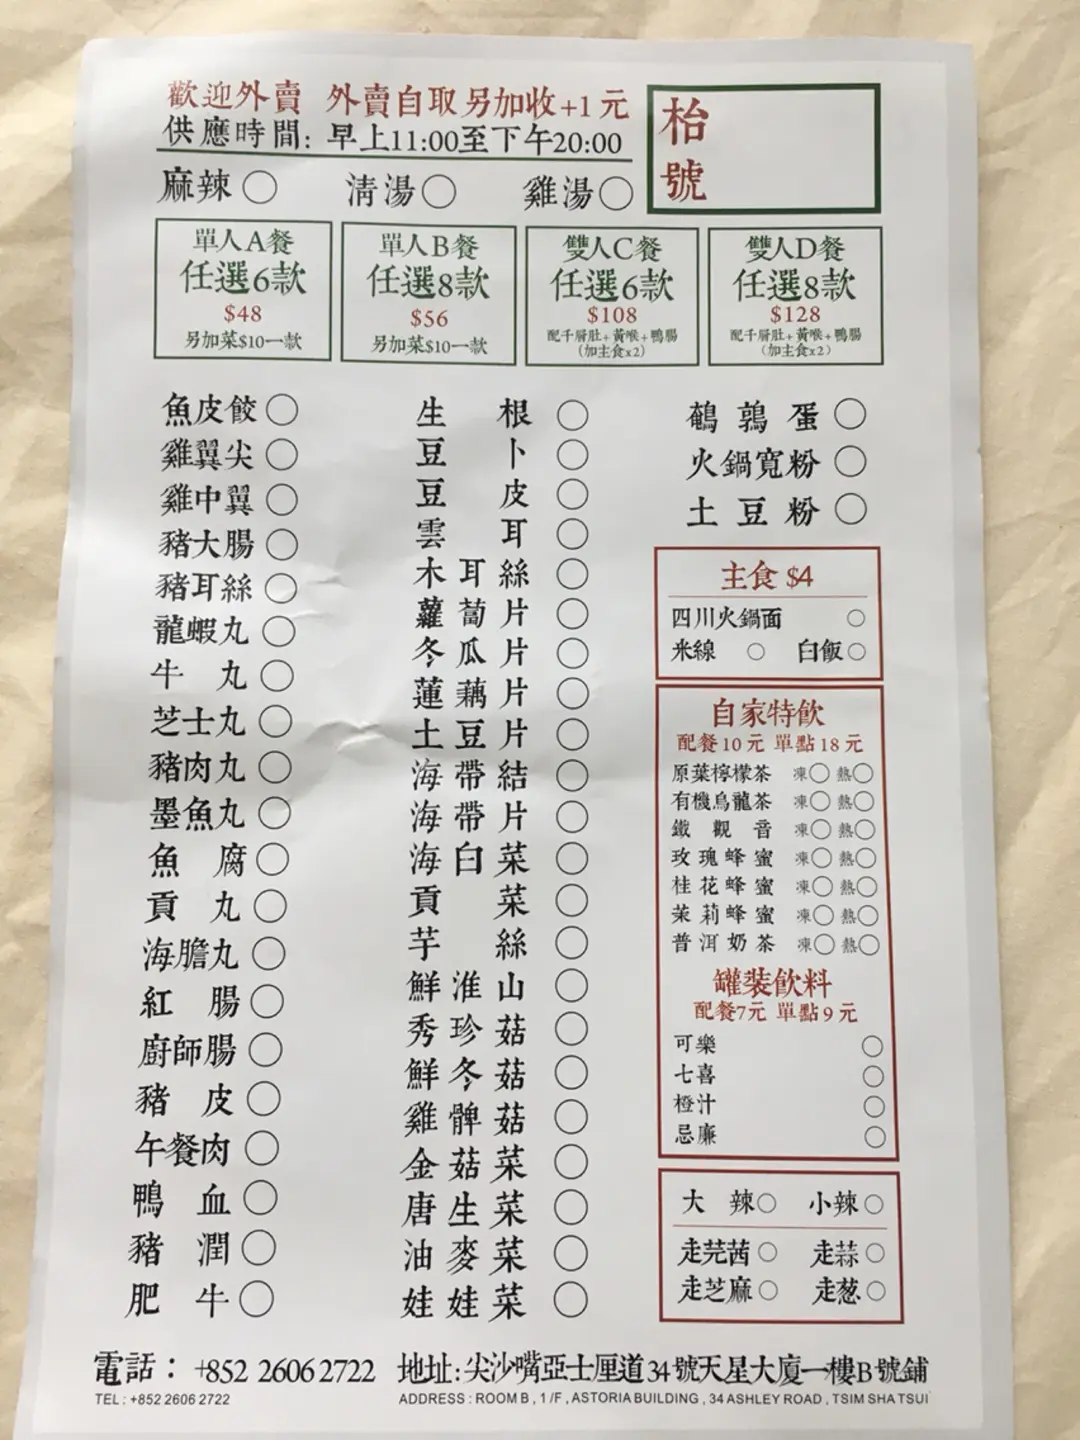 歡迎外賣 外賣自取另加收+1元
供應時間: 早上11:00至下午20:00
麻辣○ 清湯○ 雞湯○
枱號
單人A餐
任選6款
$48
另加菜$10一款
單人B餐
任選8款
$56
另加菜$10一款
雙人C餐
任選6款
$108
配千層肚+黃喉+鴨腸
(加主食x2)
雙人D餐
任選8款
$128
配千層肚+黃喉+鴨腸
(加主食x2)
魚皮餃○
雞翼尖○
雞中翼○
豬大腸○
豬耳絲○
龍蝦丸○
牛丸○
芝士丸○
豬肉丸○
墨魚丸○
魚腐○
貢丸○
海膽丸○
紅腸○
廚師腸○
豬皮○
午餐肉○
鴨血○
豬潤○
肥牛○
生根○
豆卜○
豆皮○
雲耳○
木耳絲○
蘿蔔片○
冬瓜片○
蓮藕片○
土豆片○
海帶結○
海帶片○
海白菜○
貢菜○
芋絲○
鮮淮山○
秀珍菇○
鮮冬菇○
雞髀菇○
金菇菜○
唐生菜○
油麥菜○
娃娃菜○
鵪鶉蛋○
火鍋寬粉○
土豆粉○
主食 $4
四川火鍋面○
米線○ 白飯○
自家特飲
配餐10元 單點18元
原葉檸檬茶 凍○ 熱○
有機烏龍茶 凍○ 熱○
鐵觀音 凍○ 熱○
玫瑰蜂蜜 凍○ 熱○
桂花蜂蜜 凍○ 熱○
茉莉蜂蜜 凍○ 熱○
普洱奶茶 凍○ 熱○
罐裝飲料
配餐7元 單點9元
可樂○
七喜○
橙汁○
忌廉○
大辣○ 小辣○
走芫茜○ 走蒜○
走芝麻○ 走葱○
電話：+852 2606 2722 地址:尖沙嘴亞士厘道34號天星大廈一樓B號鋪
TEL : +852 2606 2722 ADDRESS : ROOM B , 1 /F , ASTORIA BUILDING , 34 ASHLEY ROAD , TSIM SHA TSUI